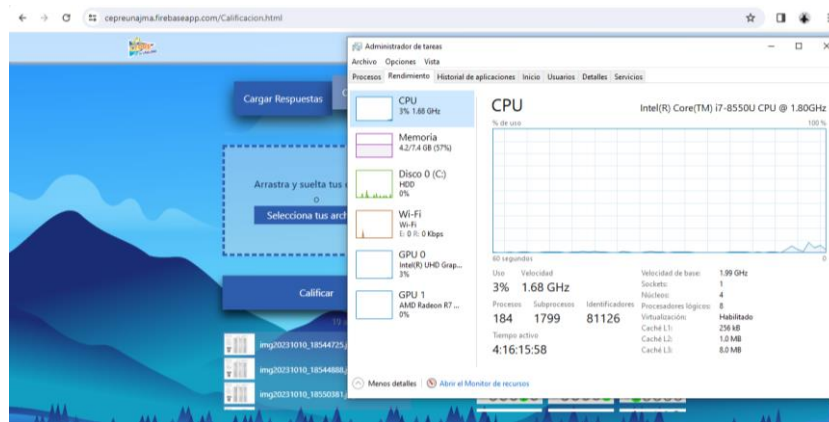 cepreunajma.firebaseapp.com/Calificacion.html
Cargar Respuestas
Arrastra y suelta tus
o
Selecciona tus arch
Calificar
img20231010_18544725.j
img20231010_18544888.j
img20231010_18550381.j
Administrador de tareas
Archivo Opciones Vista
Procesos Rendimiento Historial de aplicaciones Inicio Usuarios Detalles Servicios
CPU
3% 1.68 GHz
Memoria
4.2/7.4 GB (57%)
Disco 0 (C:)
HDD
0%
Wi-Fi
Wi-Fi
E: 0 R: 0 Kbps
GPU 0
Intel(R) UHD Grap...
3%
GPU 1
AMD Radeon R7 ...
0%
CPU Intel(R) Core(TM) i7-8550U CPU @ 1.80GHz
% de uso 100 %
60 segundos 0
Uso Velocidad
3% 1.68 GHz
Procesos Subprocesos Identificadores
184 1799 81126
Tiempo activo
4:16:15:58
Velocidad de base: 1.99 GHz
Sockets: 1
Núcleos: 4
Procesadores lógicos: 8
Virtualización: Habilitado
Caché L1: 256 kB
Caché L2: 1.0 MB
Caché L3: 8.0 MB
Menos detalles Abrir el Monitor de recursos